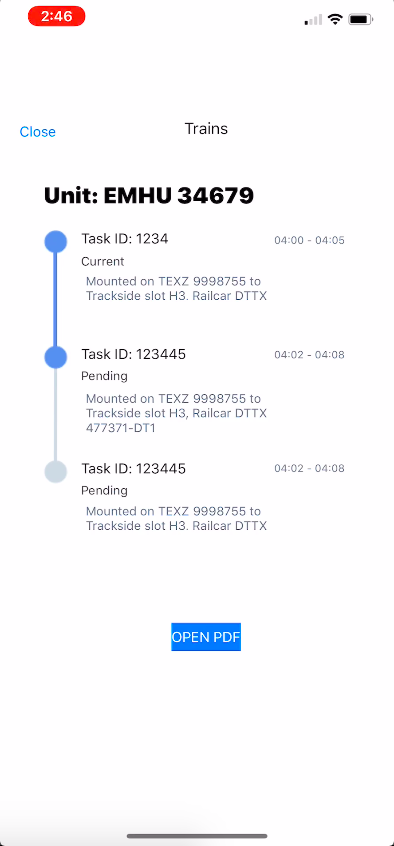 2:46
Close
Trains
Unit: EMHU 34679
Task ID: 1234
04:00 - 04:05
Current
Mounted on TEXZ 9998755 to
Trackside slot H3. Railcar DTTX
Task ID: 123445
04:02 - 04:08
Pending
Mounted on TEXZ 9998755 to
Trackside slot H3, Railcar DTTX
477371-DT1
Task ID: 123445
04:02 - 04:08
Pending
Mounted on TEXZ 9998755 to
Trackside slot H3. Railcar DTTX
OPEN PDF